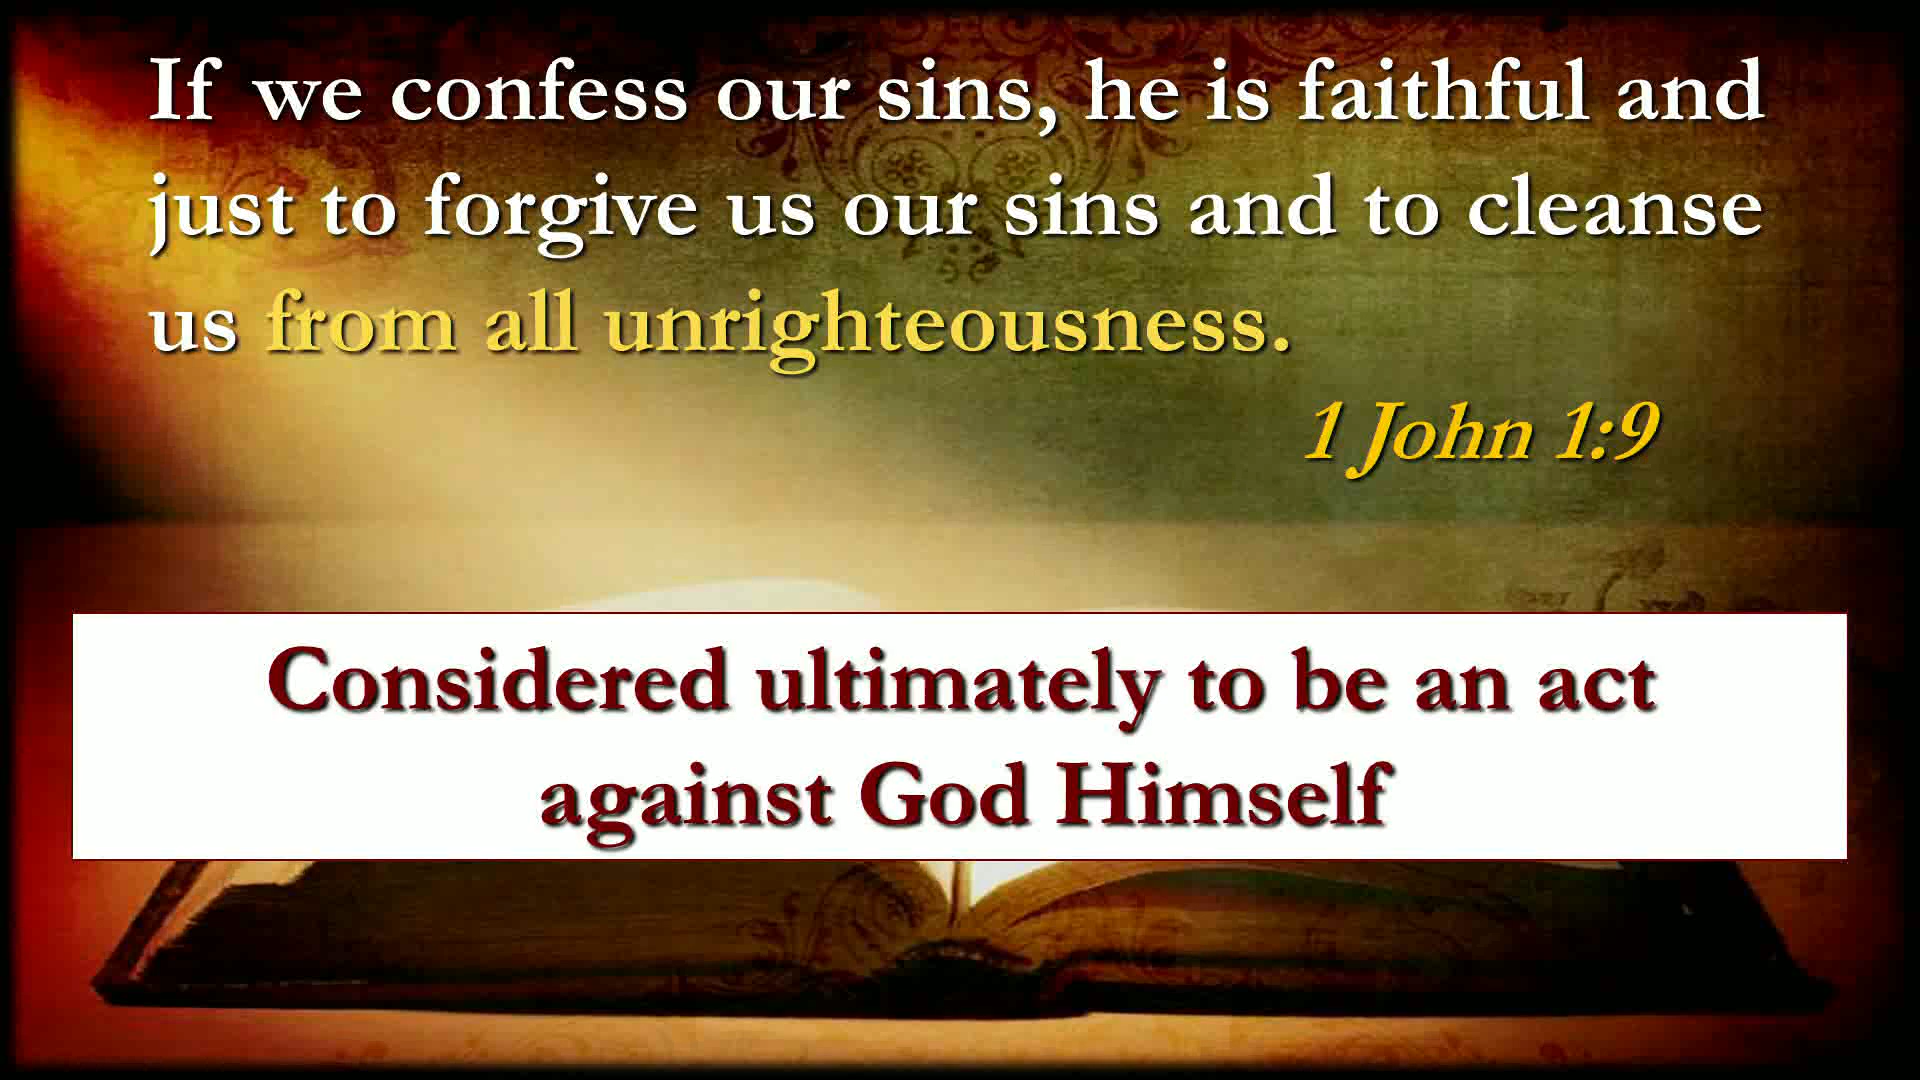 If we confess our sins, he is faithful and
just to forgive us our sins and to cleanse
us from all unrighteousness.
1 John 1:9
Considered ultimately to be an act
against God Himself